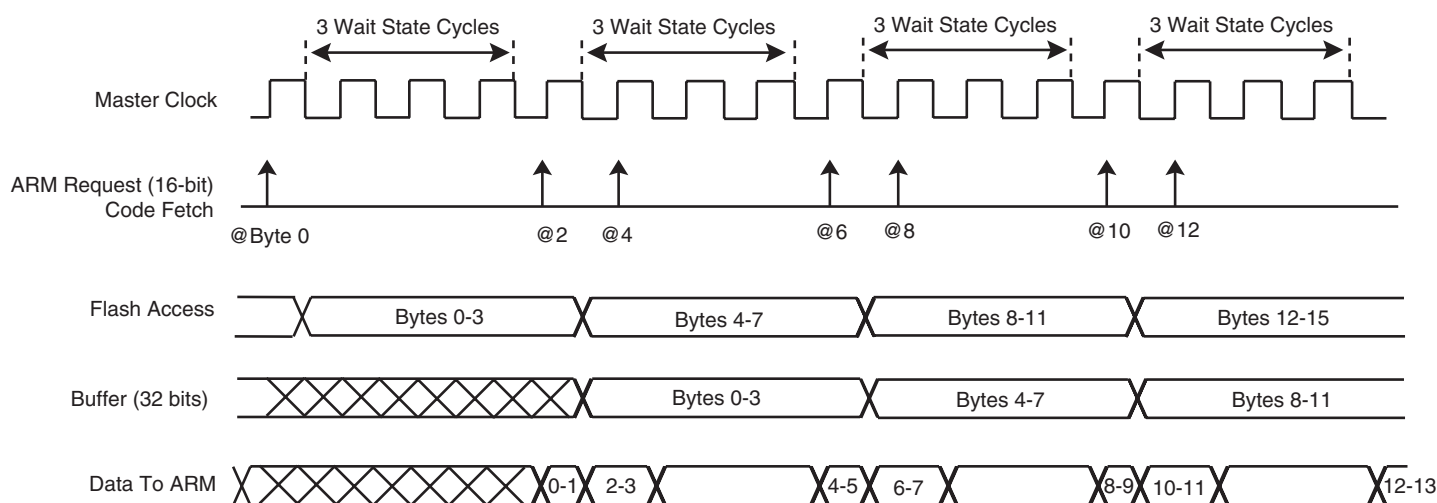 3 Wait State Cycles
3 Wait State Cycles
3 Wait State Cycles
3 Wait State Cycles
Master Clock
ARM Request (16-bit)
Code Fetch
@Byte 0
@2
@4
@6
@8
@10
@12
Flash Access
Bytes 0-3
Bytes 4-7
Bytes 8-11
Bytes 12-15
Buffer (32 bits)
Bytes 0-3
Bytes 4-7
Bytes 8-11
Data To ARM
0-1
2-3
4-5
6-7
8-9
10-11
12-13